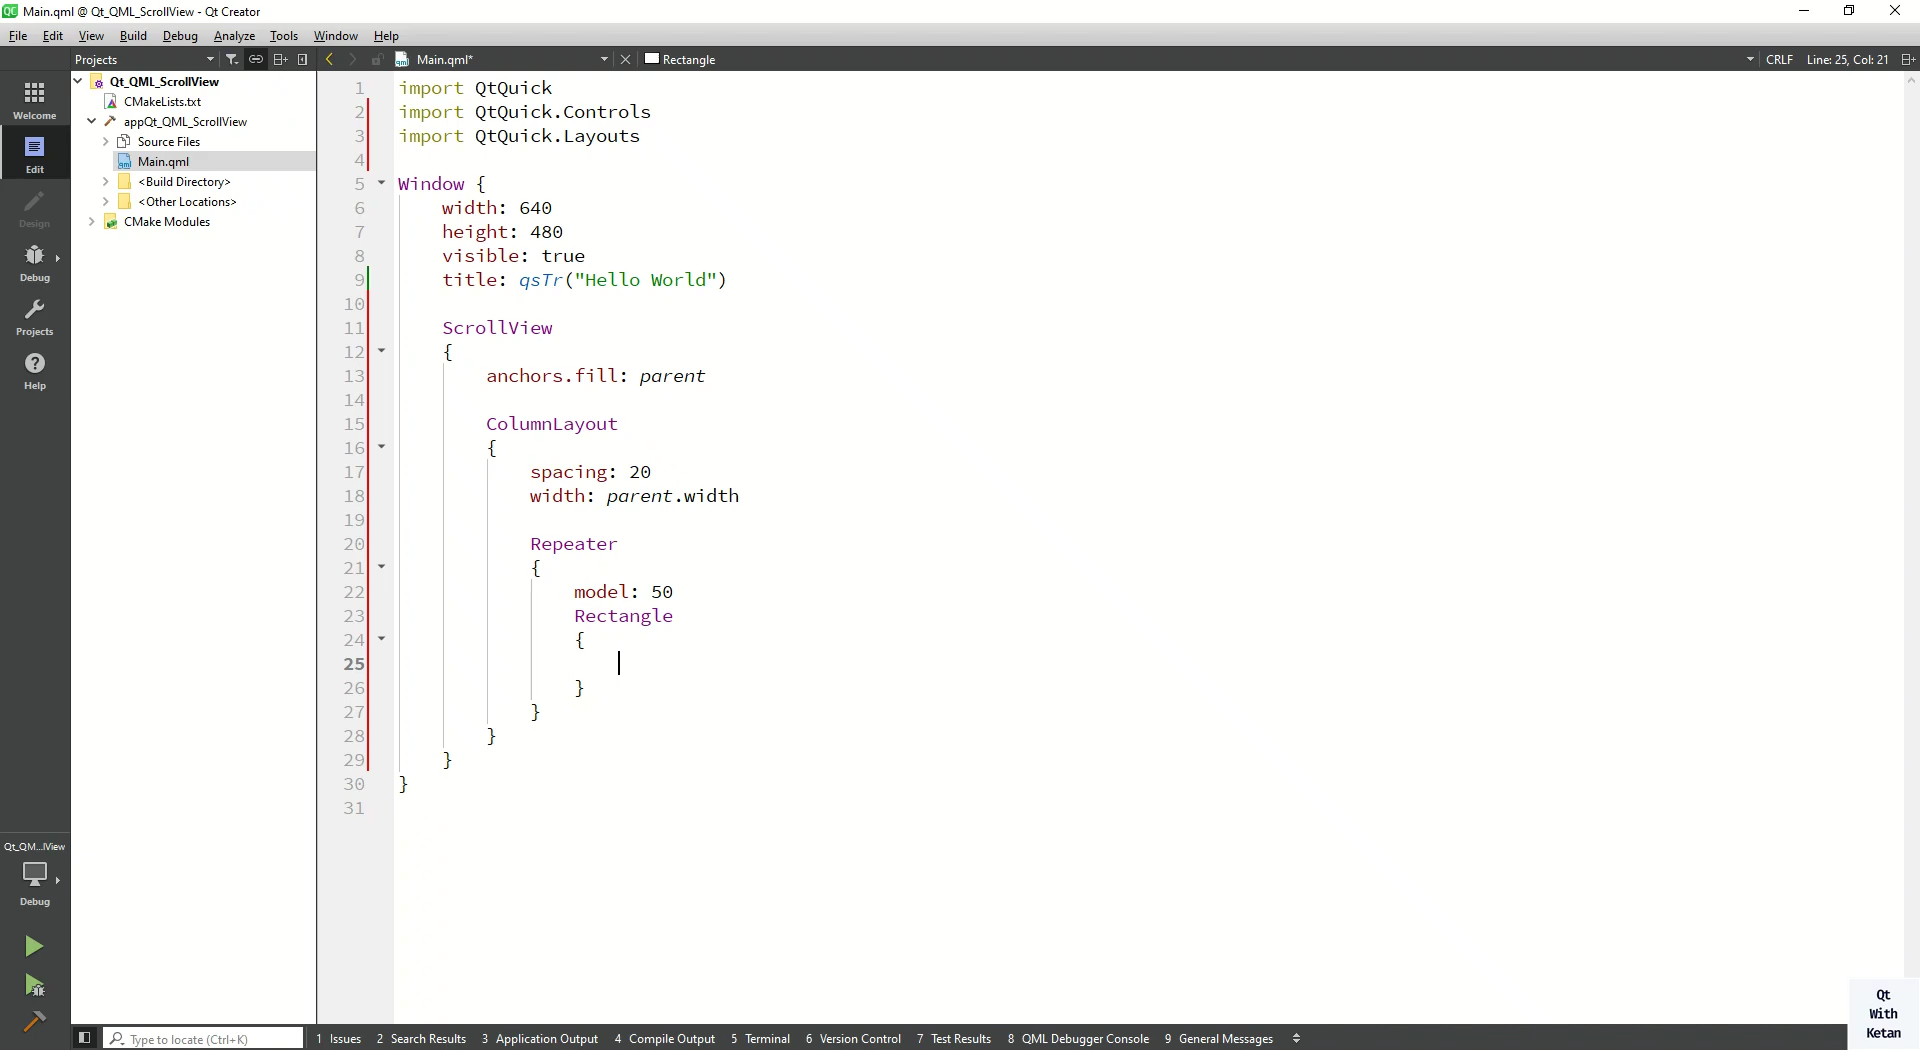 Main.qml @ Qt_QML_ScrollView - Qt Creator
File Edit View Build Debug Analyze Tools Window Help
Projects Main.qml* Rectangle CRLF Line: 25, Col: 21
Welcome
Edit
Design
Debug
Projects
Help
Qt_QML_ScrollView
CMakeLists.txt
appQt_QML_ScrollView
Source Files
Main.qml
<Build Directory>
<Other Locations>
CMake Modules
1 import QtQuick
2 import QtQuick.Controls
3 import QtQuick.Layouts
4
5 Window {
6 width: 640
7 height: 480
8 visible: true
9 title: qsTr("Hello World")
10
11 ScrollView
12 {
13 anchors.fill: parent
14
15 ColumnLayout
16 {
17 spacing: 20
18 width: parent.width
19
20 Repeater
21 {
22 model: 50
23 Rectangle
24 {
25
26 }
27 }
28 }
29 }
30 }
31
Qt_QM...lView
Debug
Type to locate (Ctrl+K) 1 Issues 2 Search Results 3 Application Output 4 Compile Output 5 Terminal 6 Version Control 7 Test Results 8 QML Debugger Console 9 General Messages
Qt
With
Ketan